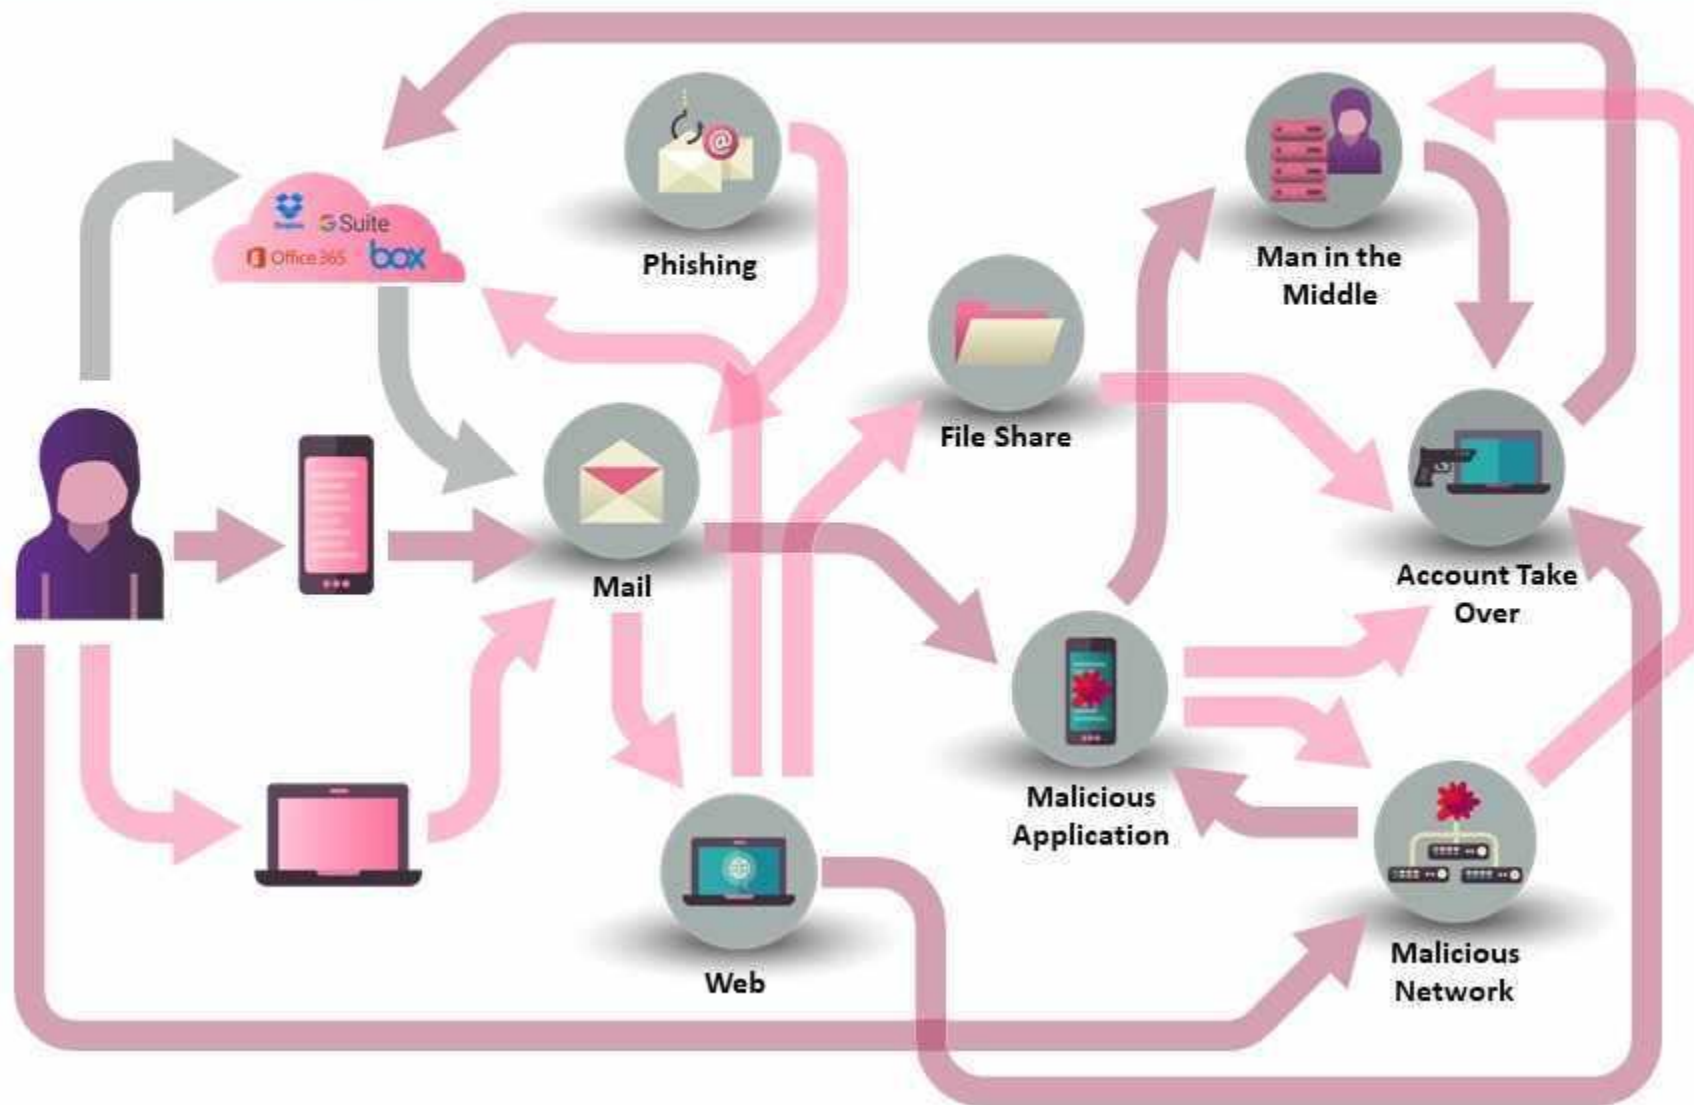 Dropbox
G Suite
Office 365 box
Phishing
Man in the
Middle
File Share
Mail
Account Take
Over
Malicious
Application
Web
Malicious
Network